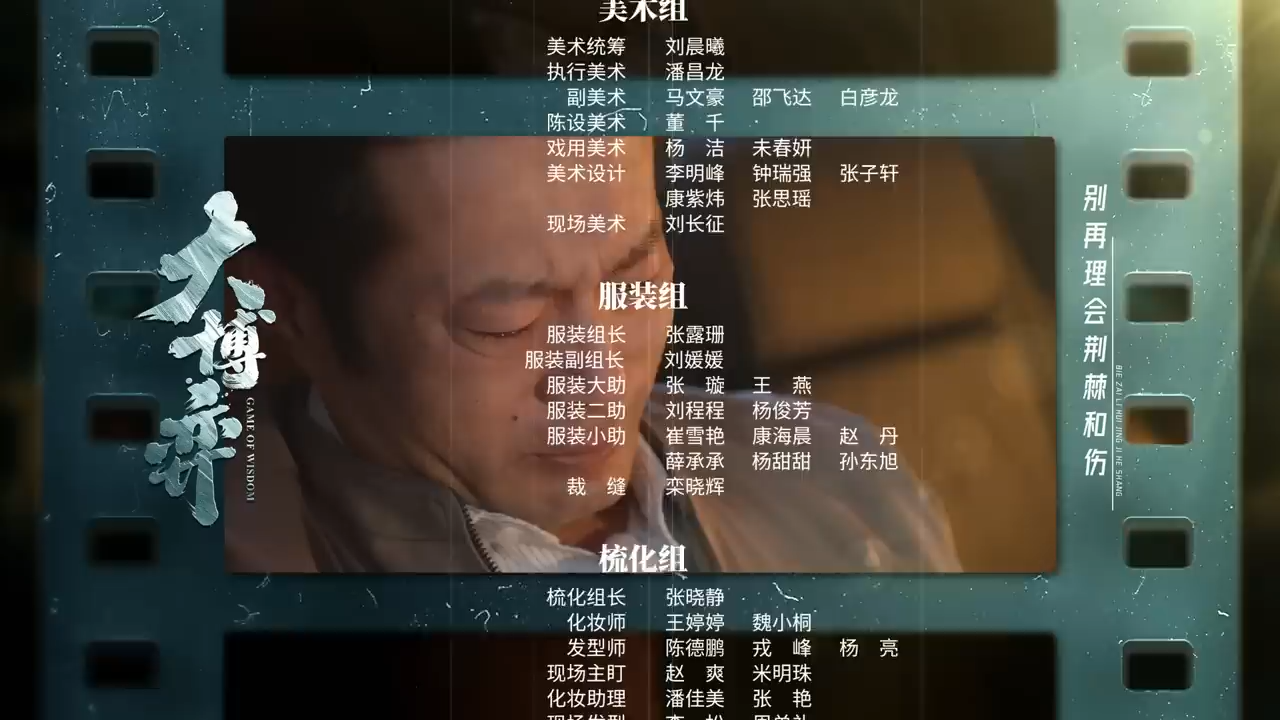 美术组
美术统筹 刘晨曦
执行美术 潘昌龙
副美术 马文豪 邵飞达 白彦龙
陈设美术 董 千
戏用美术 杨 洁 未春妍
美术设计 李明峰 钟瑞强 张子轩
康紫炜 张思瑶
现场美术 刘长征
服装组
服装组长 张露珊
服装副组长 刘媛媛
服装大助 张 璇 王 燕
服装二助 刘程程 杨俊芳
服装小助 崔雪艳 康海晨 赵 丹
薛承承 杨甜甜 孙东旭
裁 缝 栾晓辉
梳化组
梳化组长 张晓静
化妆师 王婷婷 魏小桐
发型师 陈德鹏 戎 峰 杨 亮
现场主盯 赵 爽 米明珠
化妆助理 潘佳美 张 艳
大博弈
GAME OF WISDOM
别再理会荆棘和伤
BIE ZAI LI HUI JING JI HE SHANG